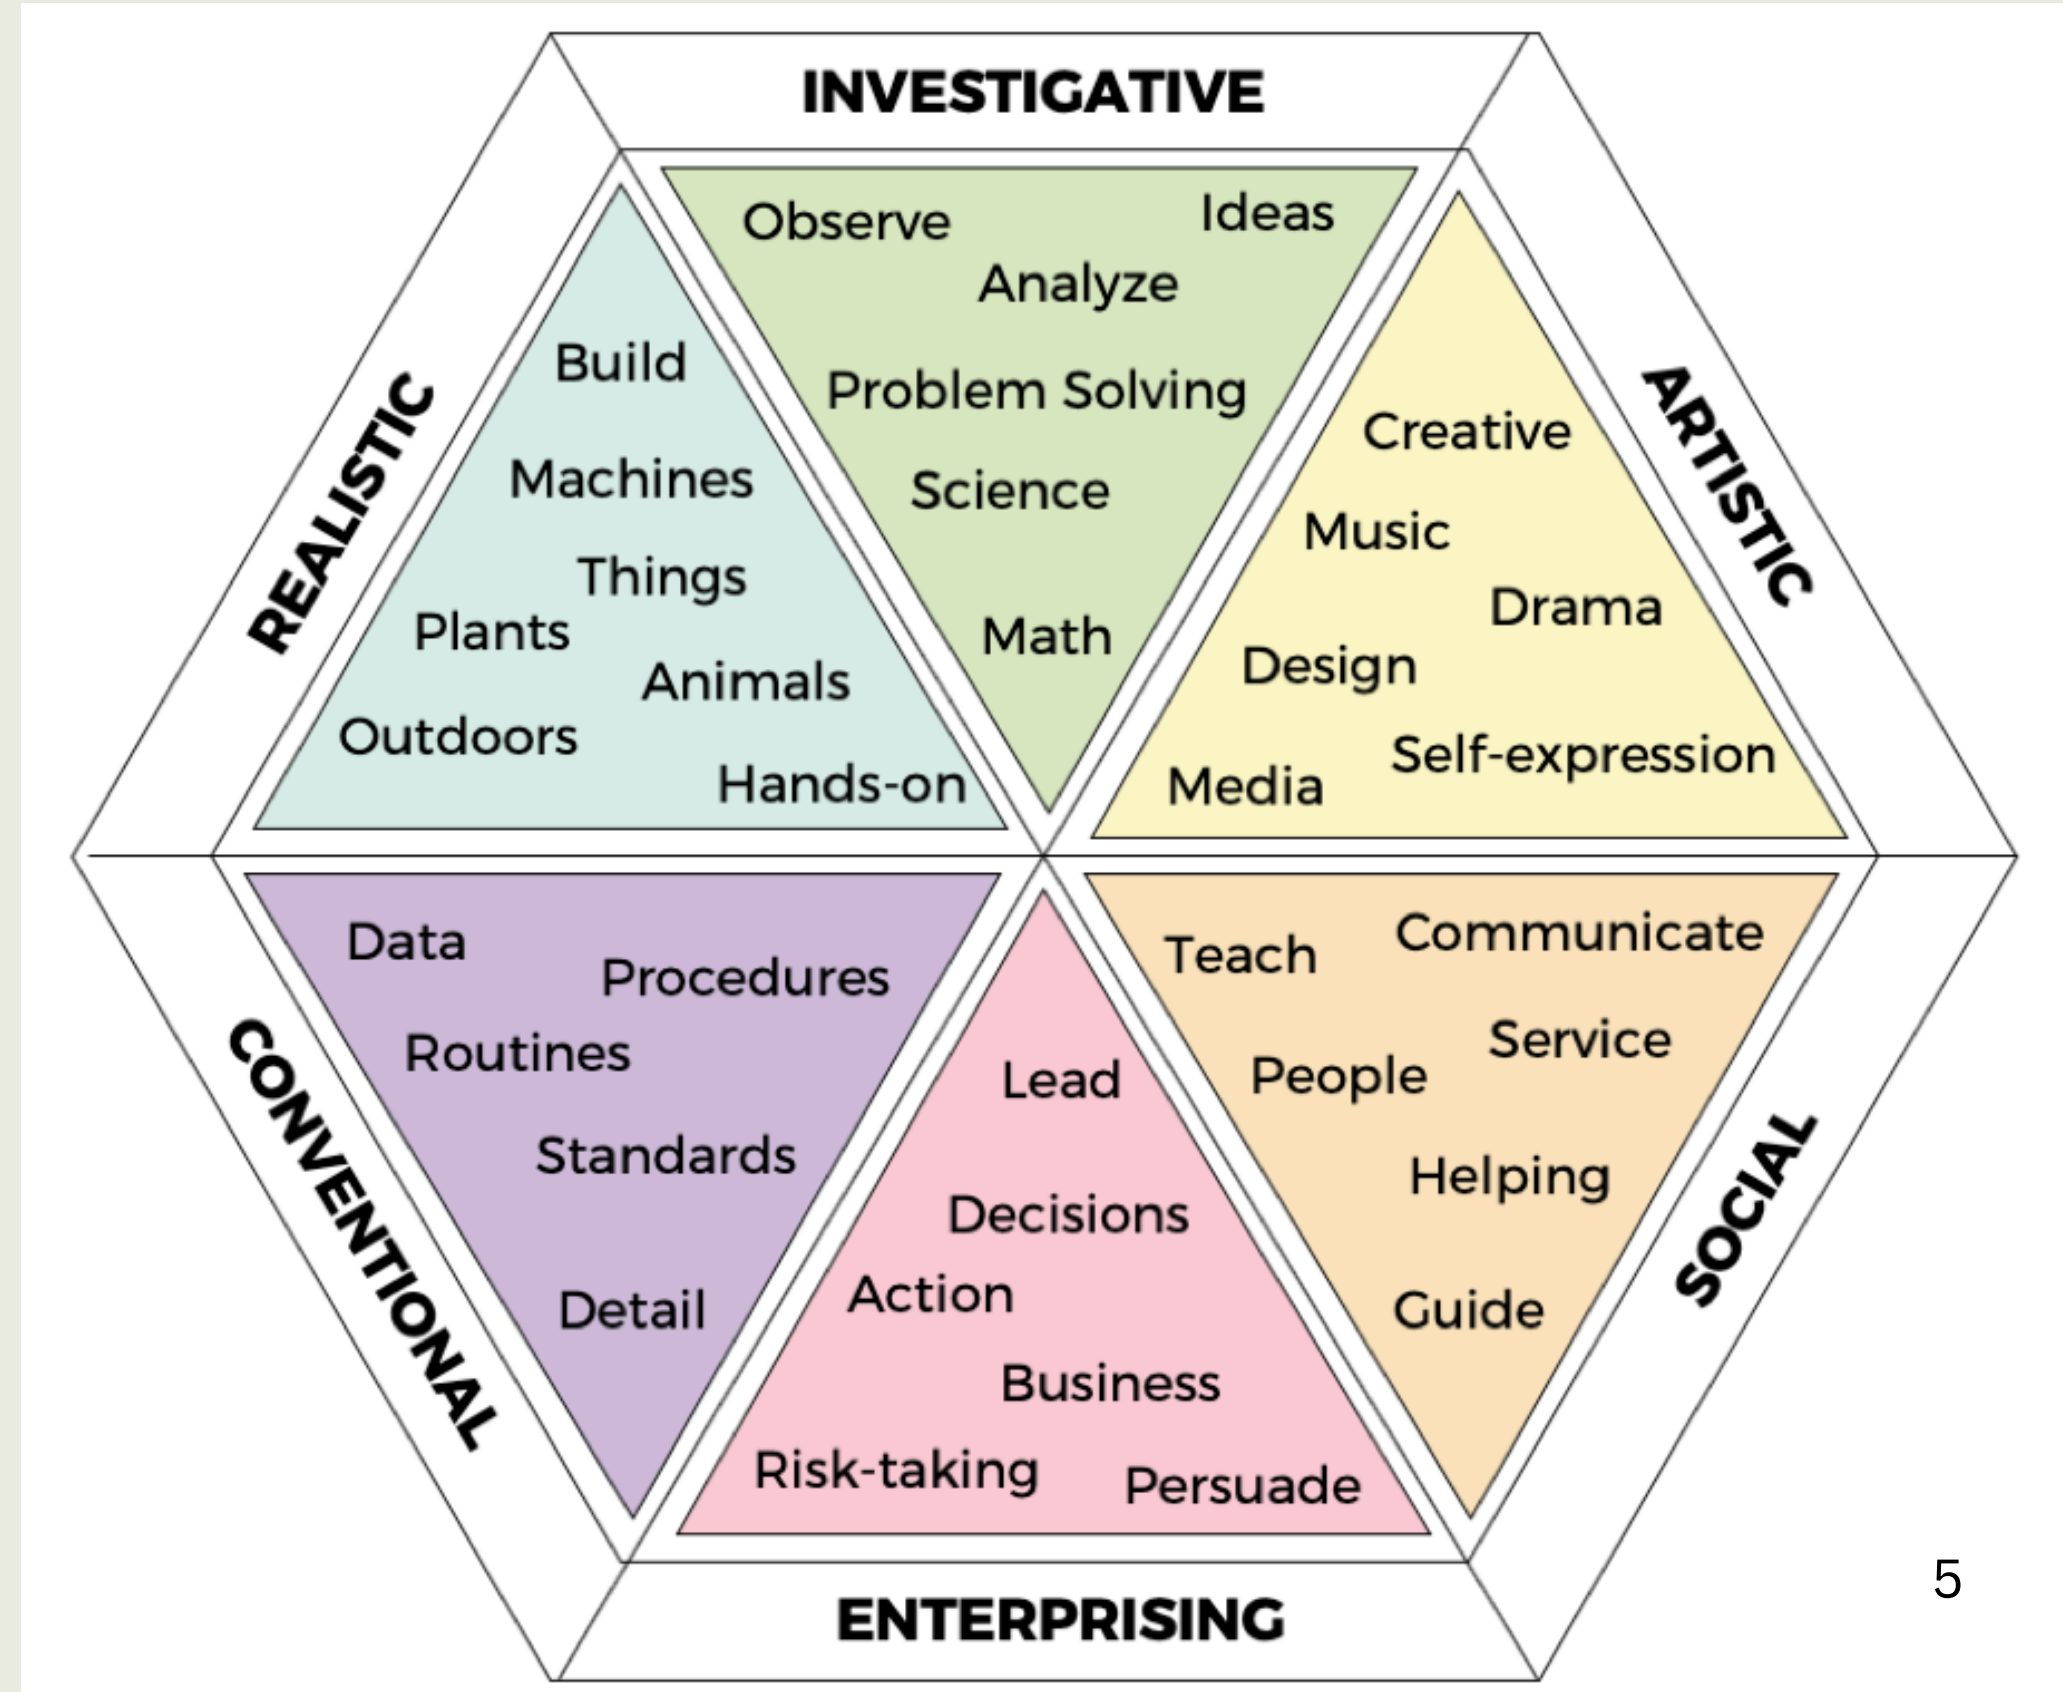 INVESTIGATIVE
Observe
Ideas
Analyze
Problem Solving
Science
Math
REALISTIC
Build
Machines
Things
Plants
Animals
Outdoors
Hands-on
ARTISTIC
Creative
Music
Drama
Design
Self-expression
Media
CONVENTIONAL
Data
Procedures
Routines
Standards
Detail
ENTERPRISING
Lead
Decisions
Action
Business
Risk-taking
Persuade
SOCIAL
Teach
Communicate
Service
People
Helping
Guide
5